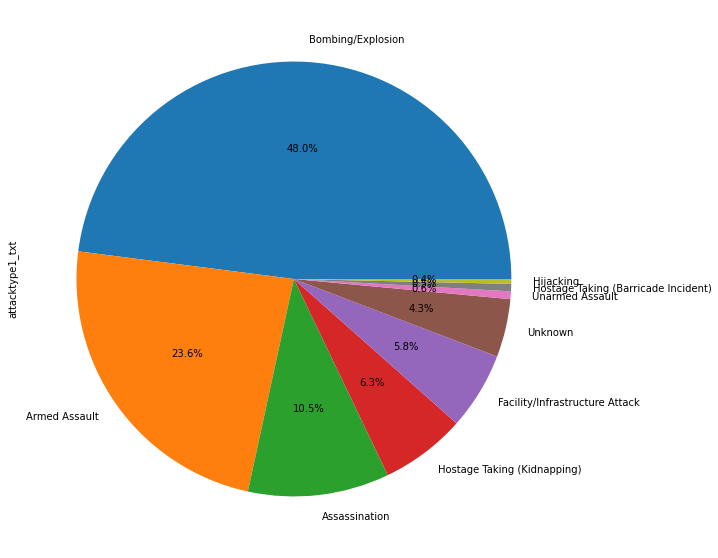 Bombing/Explosion
48.0%
attacktype1_txt
0.4%
Hijacking
Hostage Taking (Barricade Incident)
0.6%
Unarmed Assault
4.3%
Unknown
5.8%
23.6%
6.3%
Facility/Infrastructure Attack
10.5%
Armed Assault
Hostage Taking (Kidnapping)
Assassination